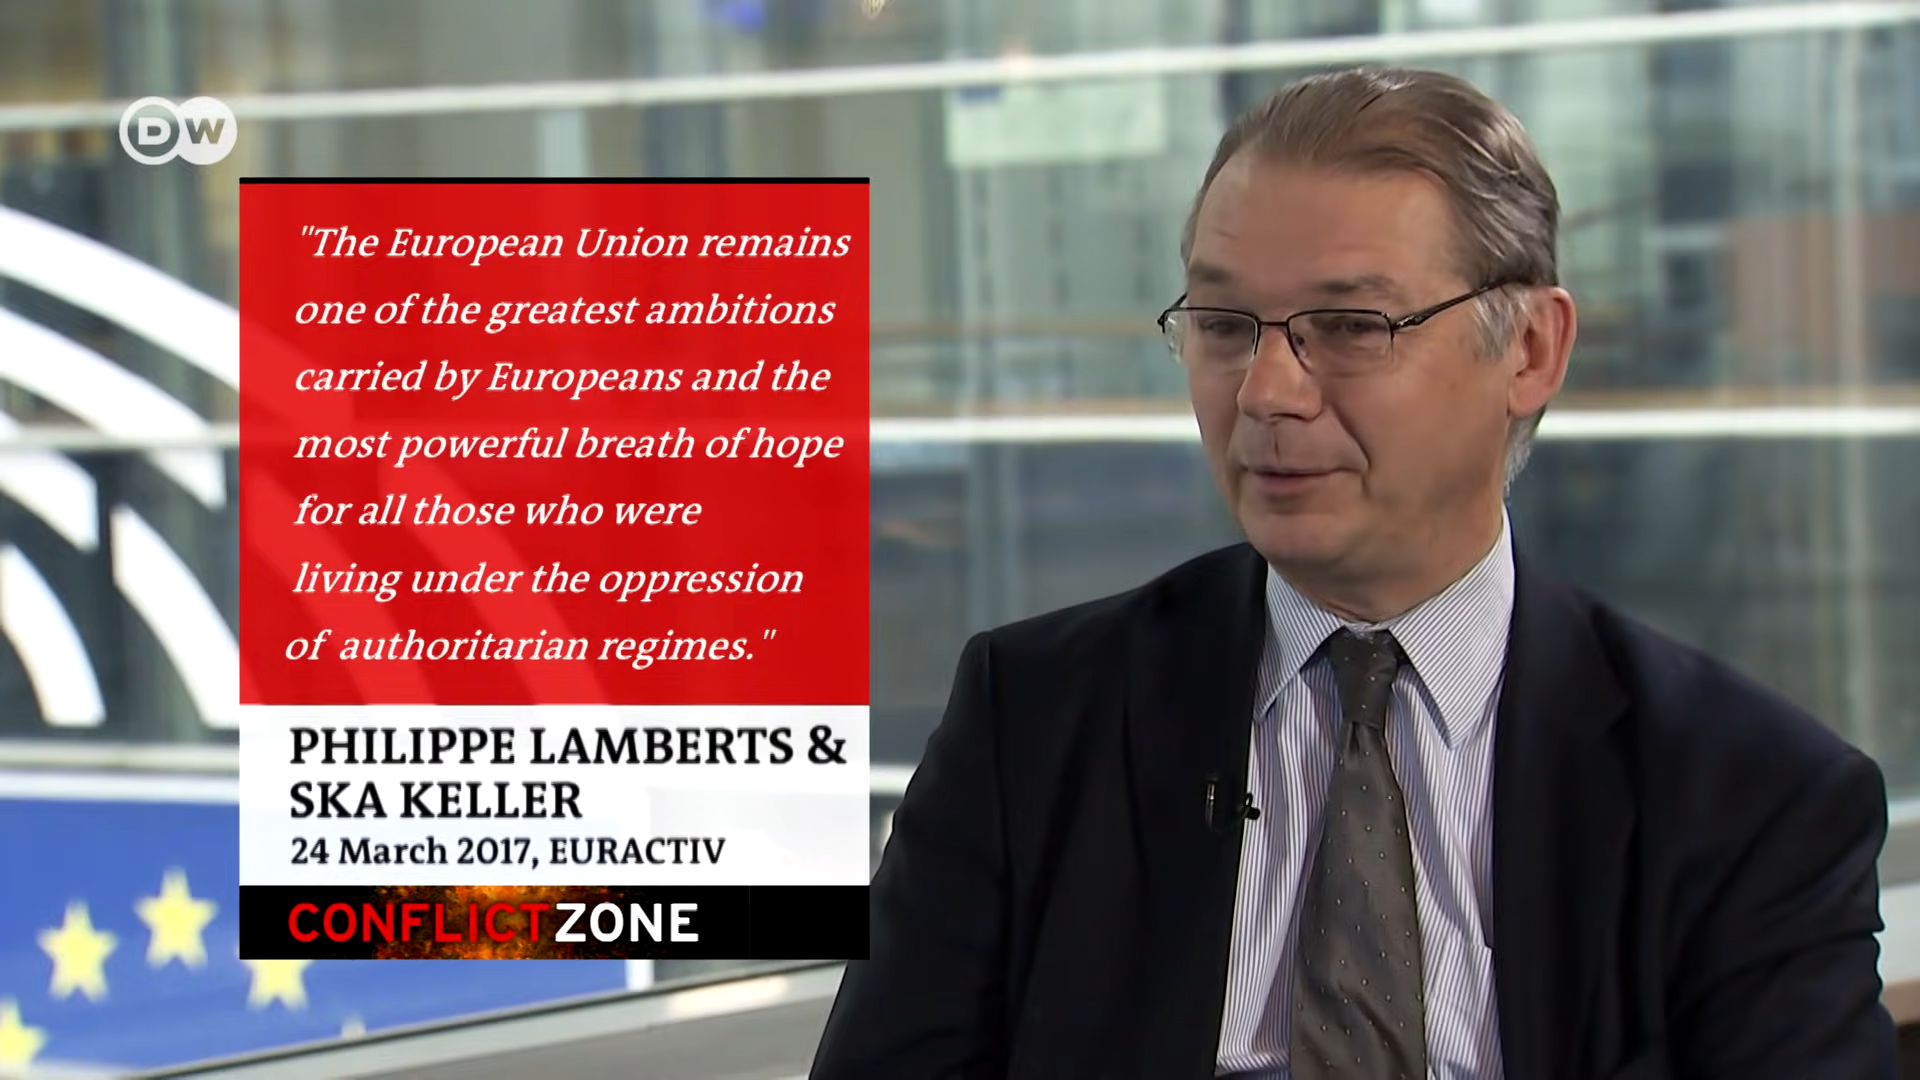 DW
"The European Union remains
one of the greatest ambitions
carried by Europeans and the
most powerful breath of hope
for all those who were
living under the oppression
of authoritarian regimes."
PHILIPPE LAMBERTS &
SKA KELLER
24 March 2017, EURACTIV
CONFLICTZONE